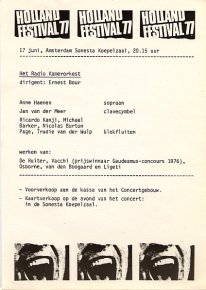 HOLLAND FESTIVAL 77
HOLLAND FESTIVAL 77
HOLLAND FESTIVAL 77
17 juni, Amsterdam Sonesta Koepelzaal, 20.15 uur
Het Radio Kamerorkest
dirigent: Ernest Bour
Anne Haenen sopraan
Jan van der Meer clavecymbel
Ricardo Kanji, Michael
Barker, Nicolas Burton
Page, Trudie van der Wulp blokfluiten
werken van:
De Ruiter, Vacchi (prijswinnaar Gaudeamus-concours 1976),
Osborne, van den Boogaard en Ligeti
- Voorverkoop aan de kassa van het Concertgebouw.
- Kaartverkoop op de avond van het concert:
in de Sonesta Koepelzaal.